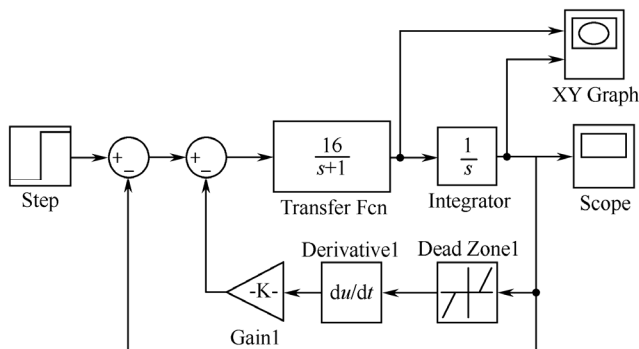 XY Graph
+
−
+
−
16
s+1
1
s
Step
Transfer Fcn
Integrator
Scope
Derivative1
Dead Zone1
-K-
du/dt
Gain1